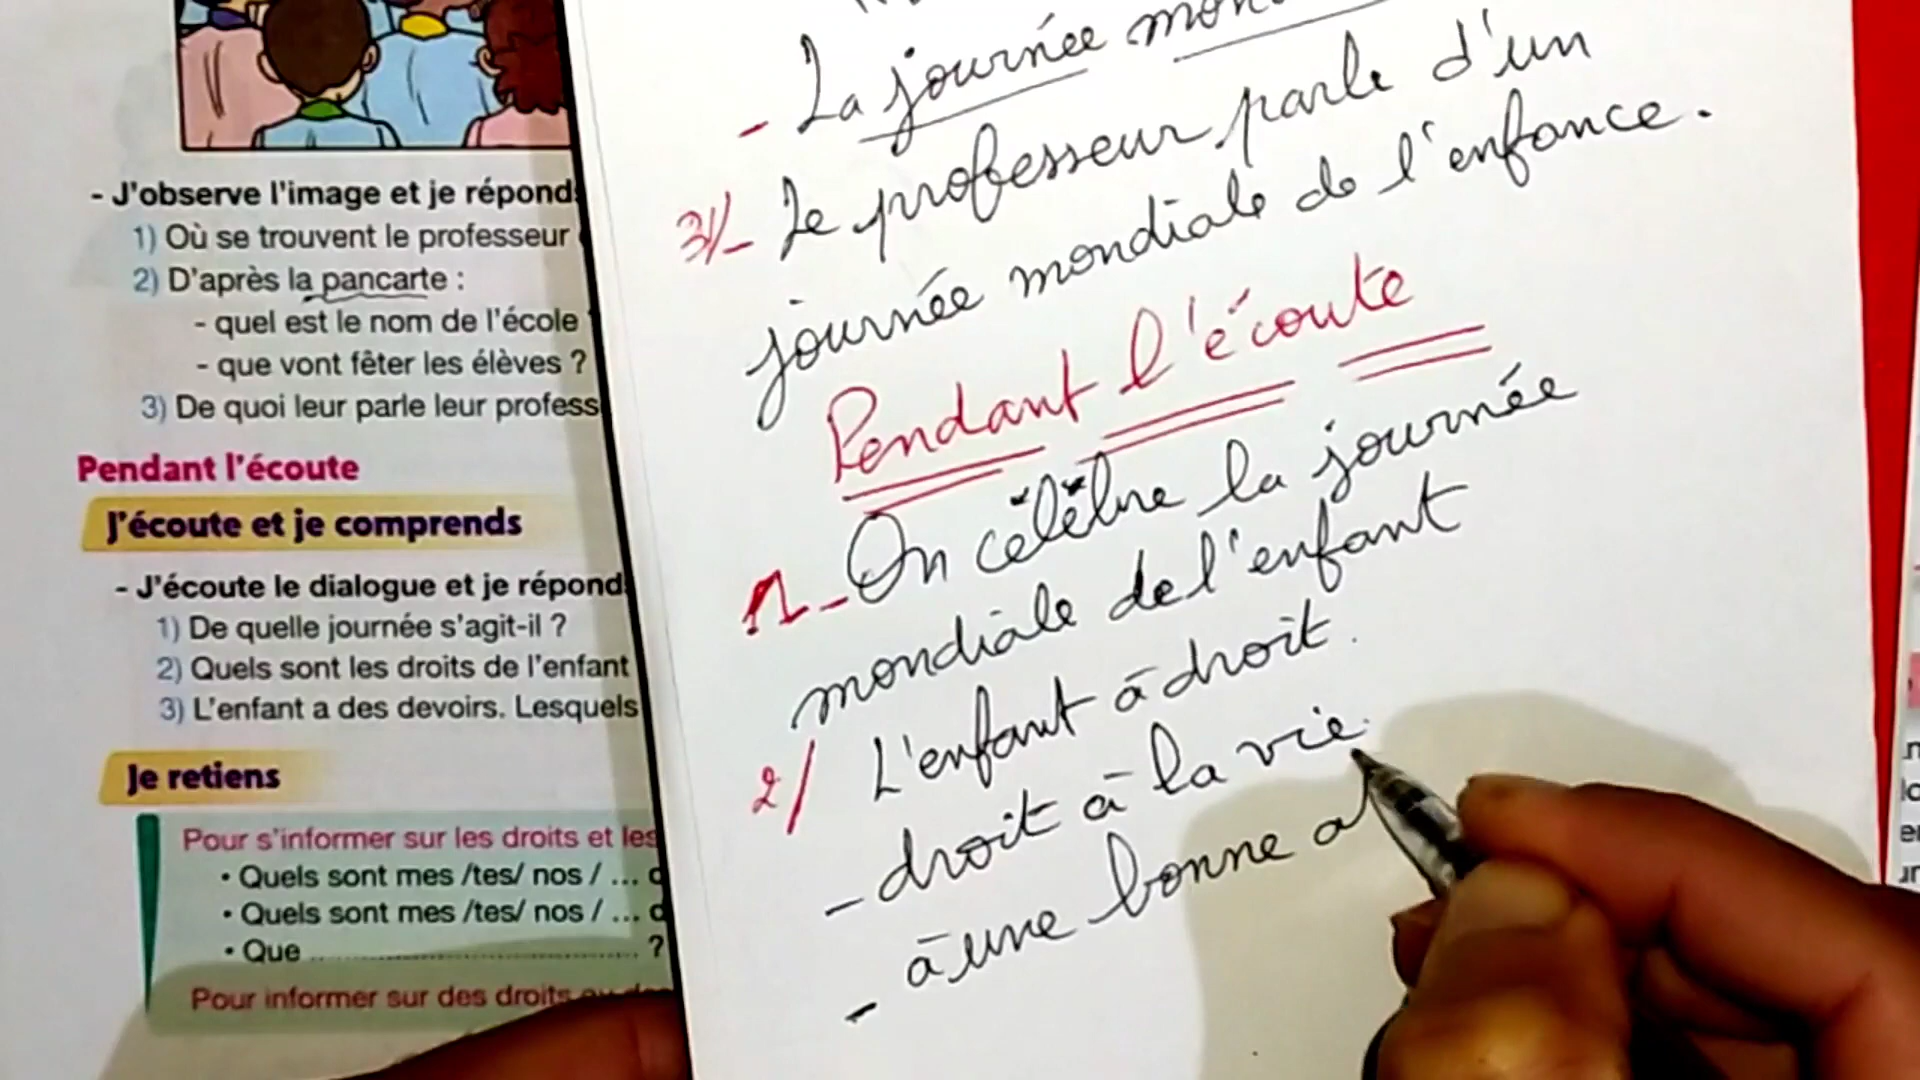 - J'observe l'image et je réponds
1) Où se trouvent le professeur
2) D'après la pancarte :
- quel est le nom de l'école
- que vont fêter les élèves ?
3) De quoi leur parle leur profess
Pendant l'écoute
J'écoute et je comprends
- J'écoute le dialogue et je réponds
1) De quelle journée s'agit-il ?
2) Quels sont les droits de l'enfant
3) L'enfant a des devoirs. Lesquels
Je retiens
Pour s'informer sur les droits et les
• Quels sont mes /tes/ nos / ... d
• Quels sont mes /tes/ nos / ... d
• Que ........................................ ?
Pour informer sur des droits ou de
- La journée mon
3/- Le professeur parle d'un
journée mondiale de l'enfance.
Pendant l'écoute
1- On célèbre la journée
mondiale de l'enfant
2/ L'enfant à droit.
- droit à la vie.
- à une bonne al